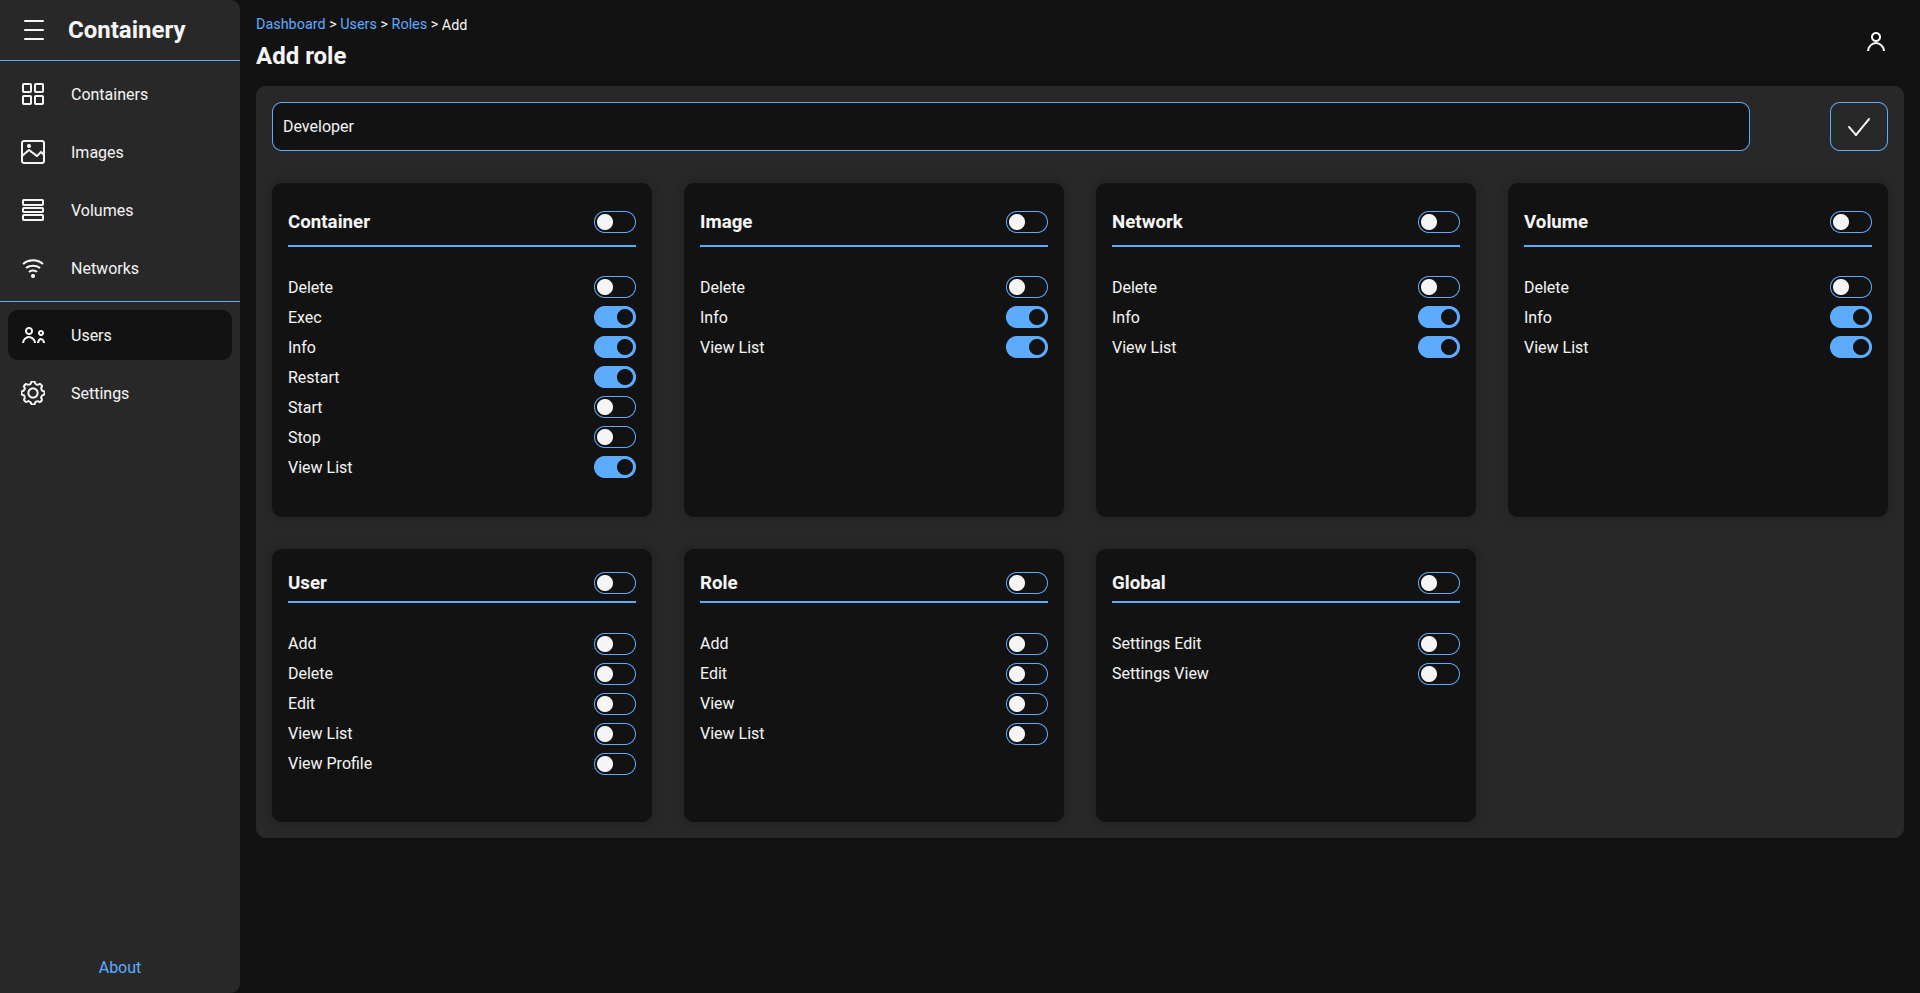 Containery
Containers
Images
Volumes
Networks
Users
Settings
About
Dashboard > Users > Roles > Add
Add role
Developer
Container
Delete
Exec
Info
Restart
Start
Stop
View List
Image
Delete
Info
View List
Network
Delete
Info
View List
Volume
Delete
Info
View List
User
Add
Delete
Edit
View List
View Profile
Role
Add
Edit
View
View List
Global
Settings Edit
Settings View